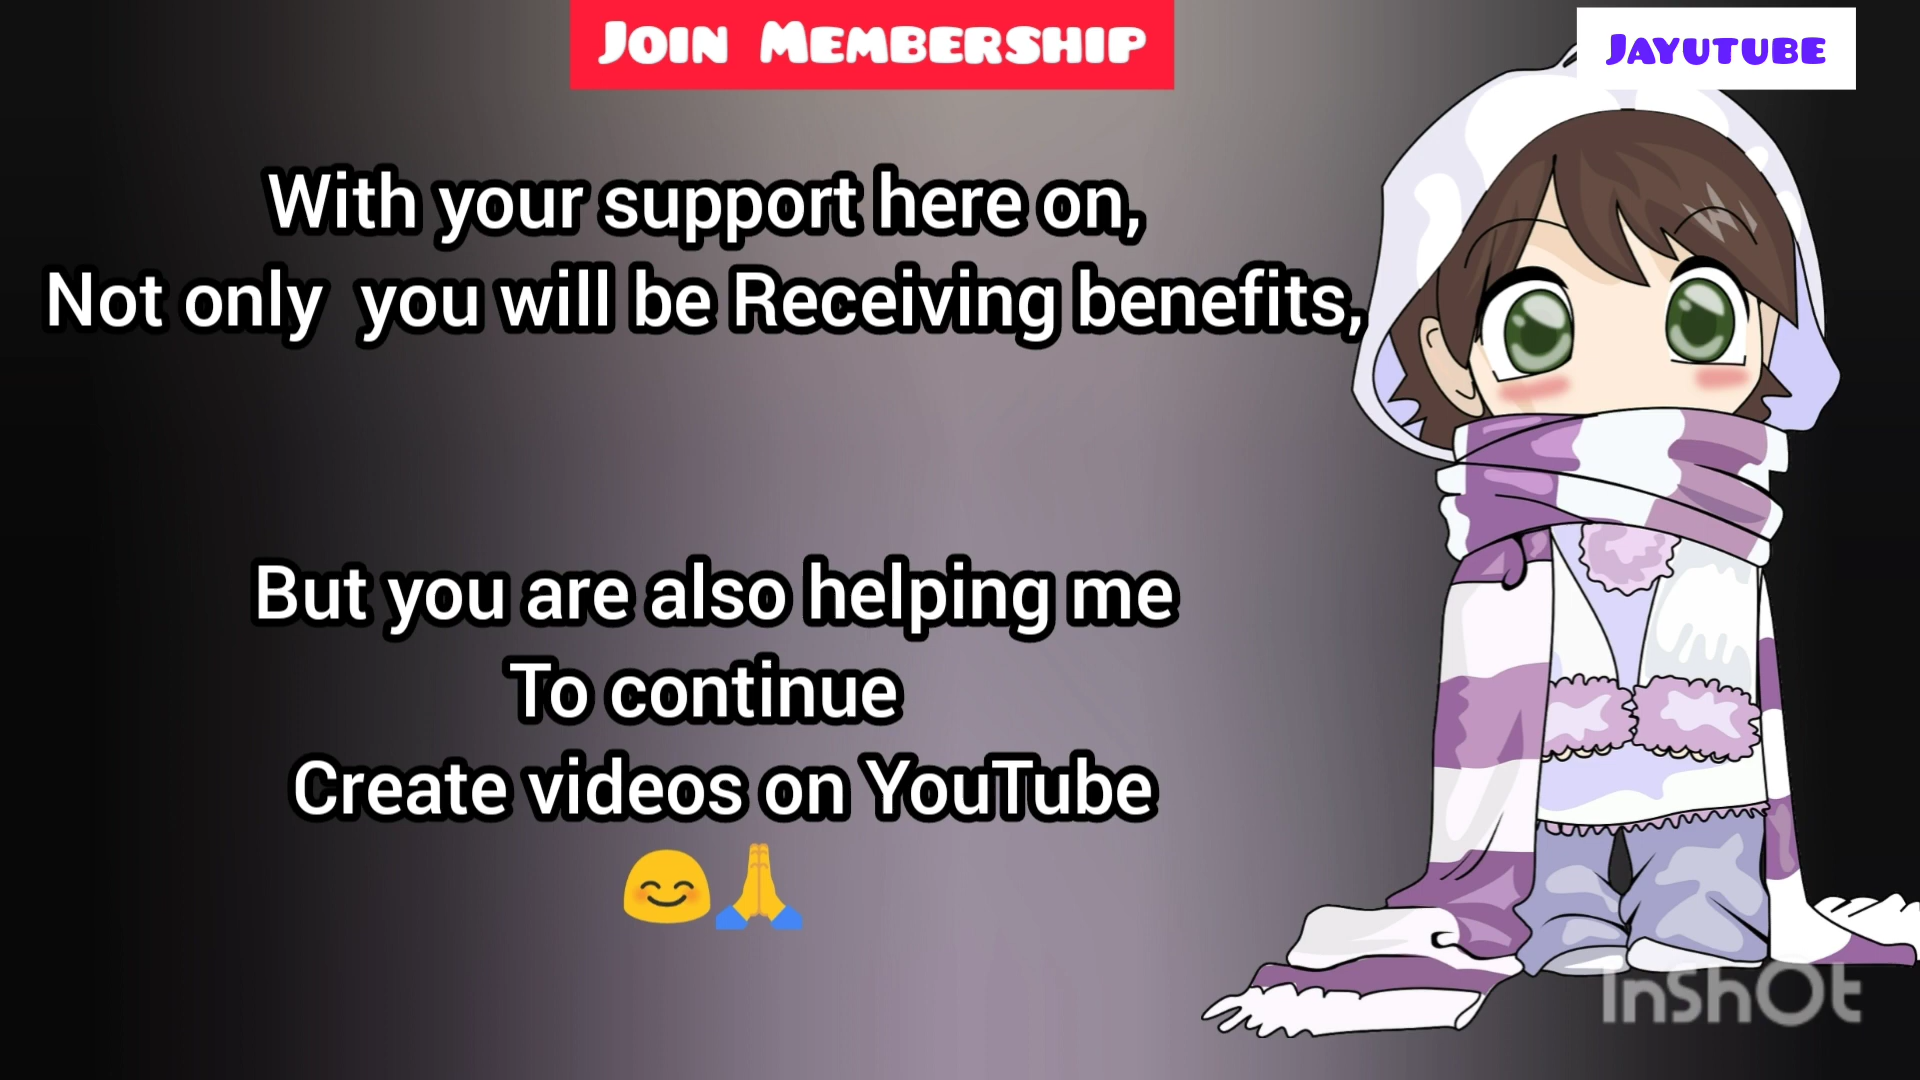 JOIN MEMBERSHIP
JAYUTUBE
With your support here on,
Not only you will be Receiving benefits,
But you are also helping me
To continue
Create videos on YouTube
😊🙏
InShOt